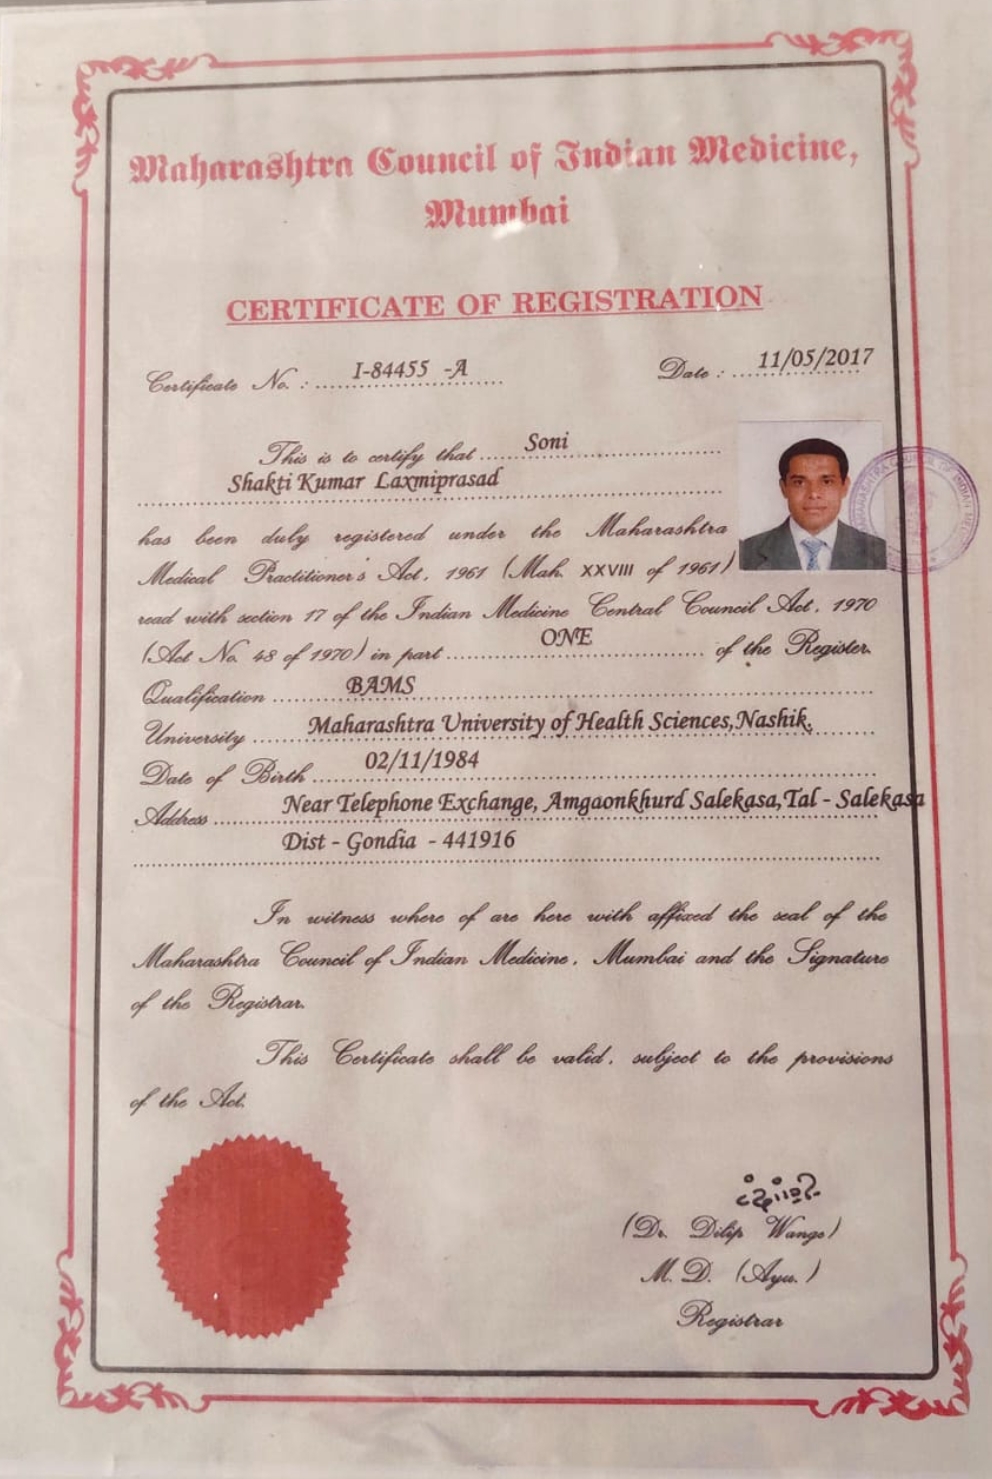 Maharashtra Council of Indian Medicine,
Mumbai
CERTIFICATE OF REGISTRATION
Certificate No. : I-84455 -A Date : 11/05/2017
This is to certify that Soni
Shakti Kumar Laxmiprasad
has been duly registered under the Maharashtra
Medical Practitioner's Act, 1961 (Mah. XXVIII of 1961)
read with section 17 of the Indian Medicine Central Council Act, 1970
(Act No. 48 of 1970) in part ONE of the Register.
Qualification BAMS
University Maharashtra University of Health Sciences,Nashik.
Date of Birth 02/11/1984
Address Near Telephone Exchange, Amgaonkhurd Salekasa,Tal - Salekasa
Dist - Gondia - 441916
In witness where of are here with affixed the seal of the
Maharashtra Council of Indian Medicine, Mumbai and the Signature
of the Registrar.
This Certificate shall be valid, subject to the provisions
of the Act.
(Dr. Dilip Wange)
M. D. (Ayu.)
Registrar